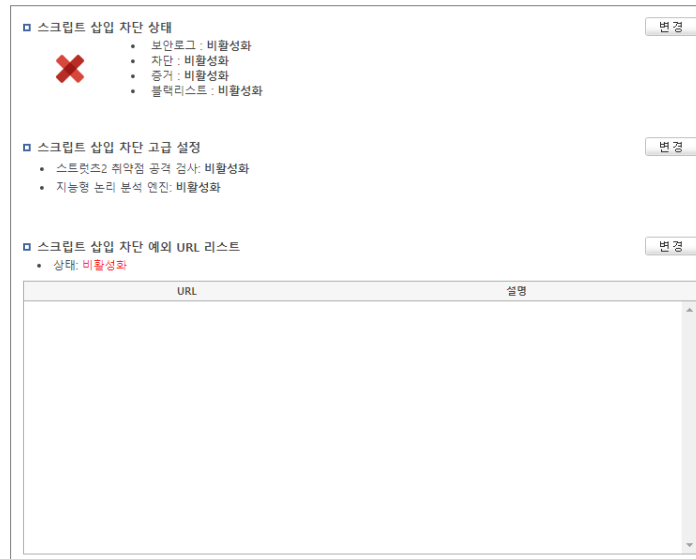 스크립트 삽입 차단 상태
변경
보안로그 : 비활성화
차단 : 비활성화
증거 : 비활성화
블랙리스트 : 비활성화
스크립트 삽입 차단 고급 설정
변경
스트럿츠2 취약점 공격 검사: 비활성화
지능형 논리 분석 엔진: 비활성화
스크립트 삽입 차단 예외 URL 리스트
변경
상태: 비활성화
URL 설명